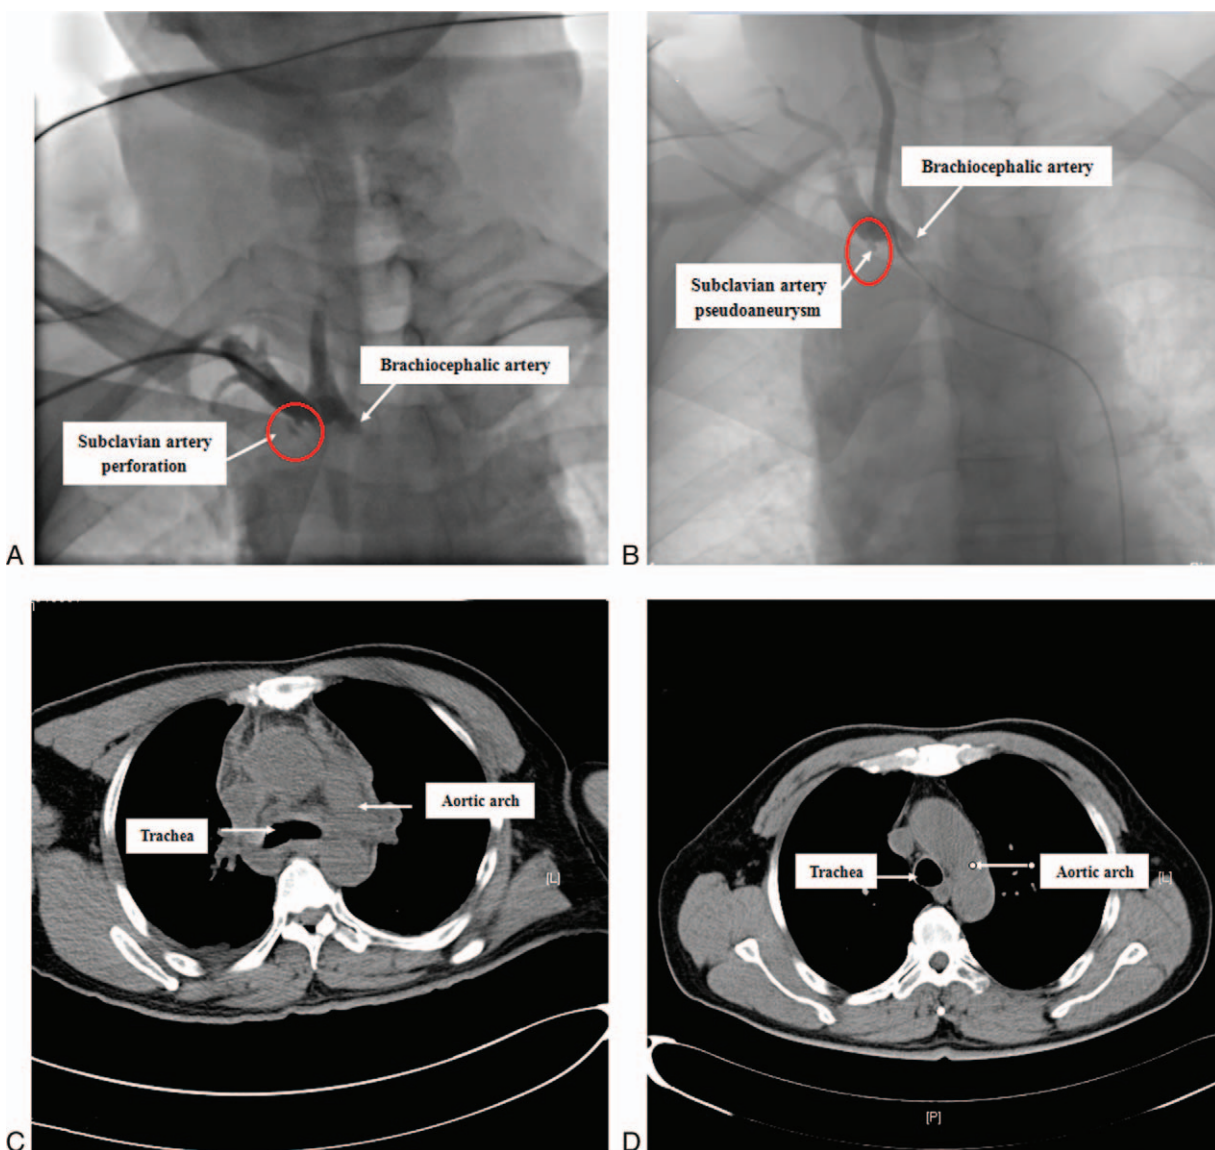 Brachiocephalic artery
Subclavian artery
perforation
A
Brachiocephalic artery
Subclavian artery
pseudoaneurysm
B
Aortic arch
Trachea
[L]
C
Trachea
Aortic arch
[L]
[P]
D